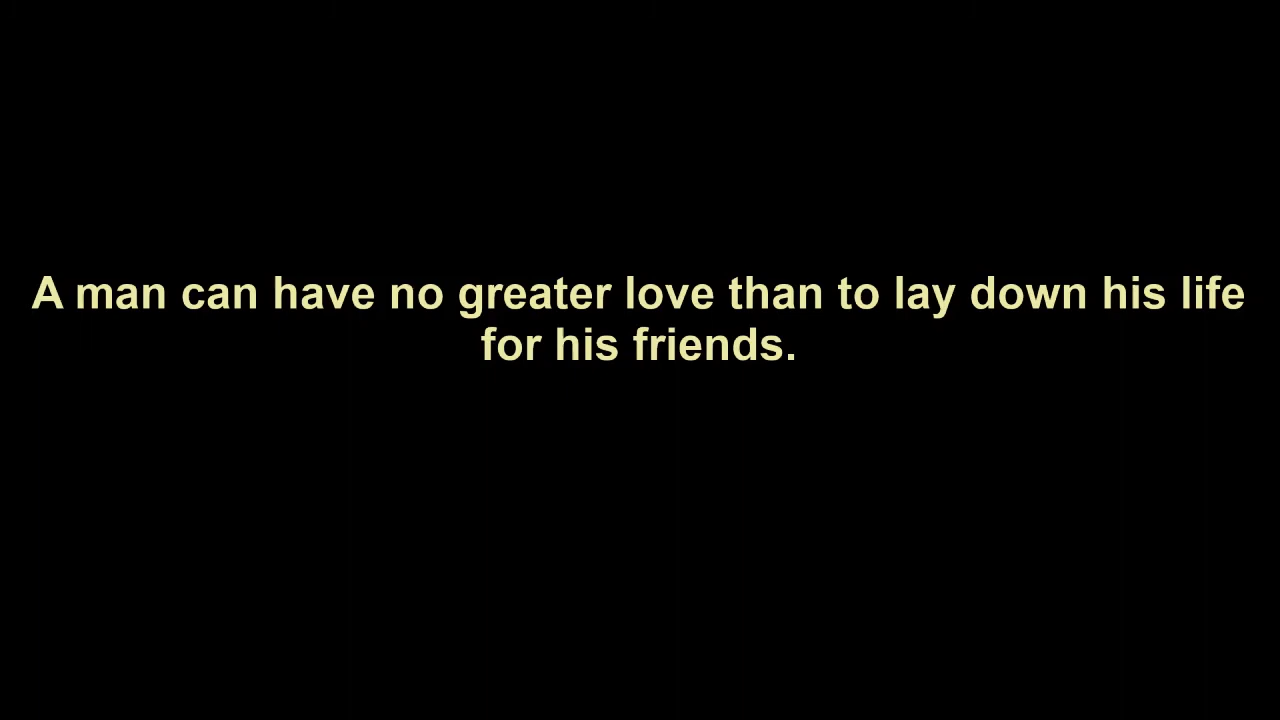 A man can have no greater love than to lay down his life
for his friends.